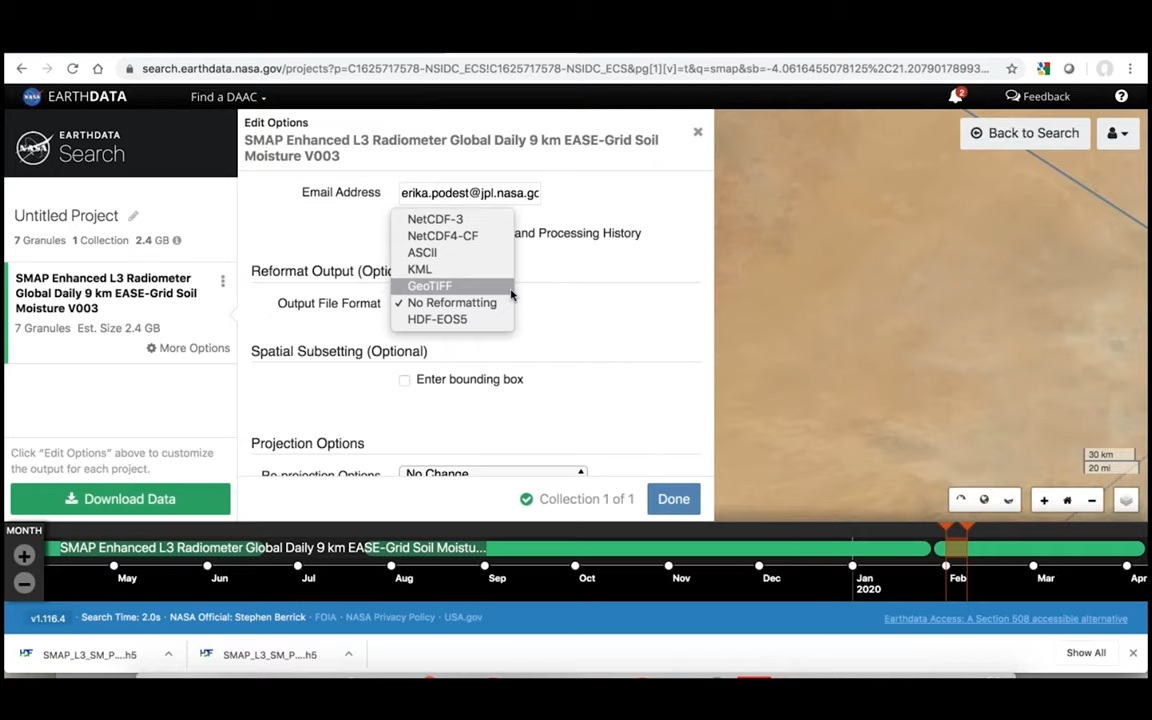 search.earthdata.nasa.gov/projects?p=C1625717578-NSIDC_ECS!C1625717578-NSIDC_ECS&pg[1][v]=t&q=smap&sb=-4.0616455078125%2C21.20790178993...
EARTHDATA
Find a DAAC
2
Feedback
?
EARTHDATA
Search
Untitled Project
7 Granules 1 Collection 2.4 GB
SMAP Enhanced L3 Radiometer
Global Daily 9 km EASE-Grid Soil
Moisture V003
7 Granules Est. Size 2.4 GB
More Options
Click "Edit Options" above to customize
the output for each project.
Download Data
Edit Options
SMAP Enhanced L3 Radiometer Global Daily 9 km EASE-Grid Soil
Moisture V003
Email Address erika.podest@jpl.nasa.gc
and Processing History
Reformat Output (Optic
Output File Format
NetCDF-3
NetCDF4-CF
ASCII
KML
GeoTIFF
✓ No Reformatting
HDF-EOS5
Spatial Subsetting (Optional)
Enter bounding box
Projection Options
Re-projection Options No Change
Collection 1 of 1
Done
Back to Search
30 km
20 mi
MONTH
SMAP Enhanced L3 Radiometer Global Daily 9 km EASE-Grid Soil Moistu...
May Jun Jul Aug Sep Oct Nov Dec Jan Feb Mar Apr
2020
v1.116.4 Search Time: 2.0s • NASA Official: Stephen Berrick • FOIA • NASA Privacy Policy • USA.gov
Earthdata Access: A Section 508 accessible alternative
SMAP_L3_SM_P....h5
SMAP_L3_SM_P....h5
Show All